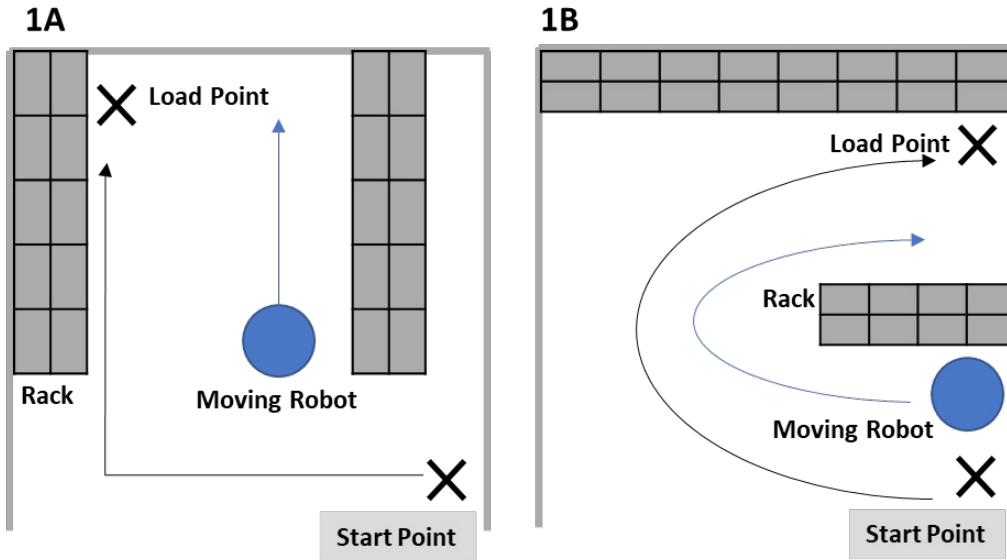 1A
Load Point
Rack
Moving Robot
Start Point
1B
Load Point
Rack
Moving Robot
Start Point